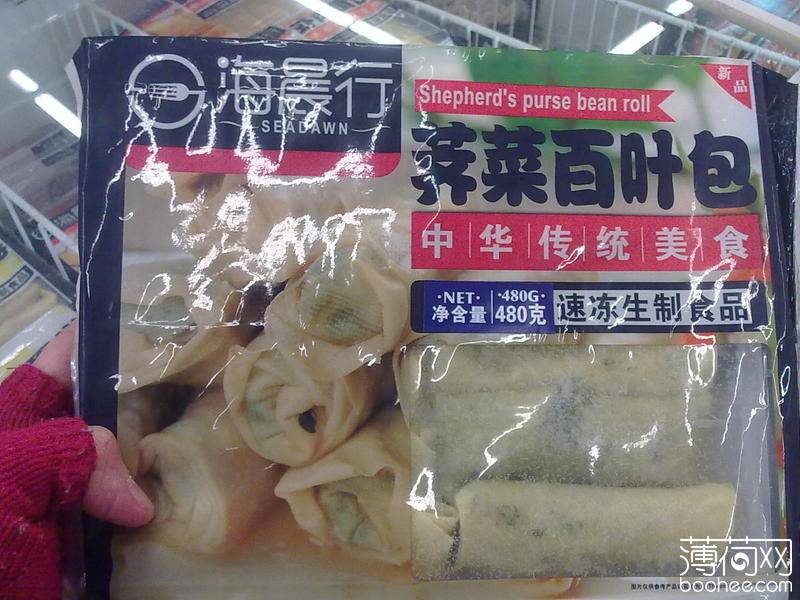 海晨行
SEADAWN
新品
Shepherd's purse bean roll
荠菜百叶包
中华传统美食
·NET· ·480G·
净含量 480克
速冻生制食品
薄荷网
boohee.com